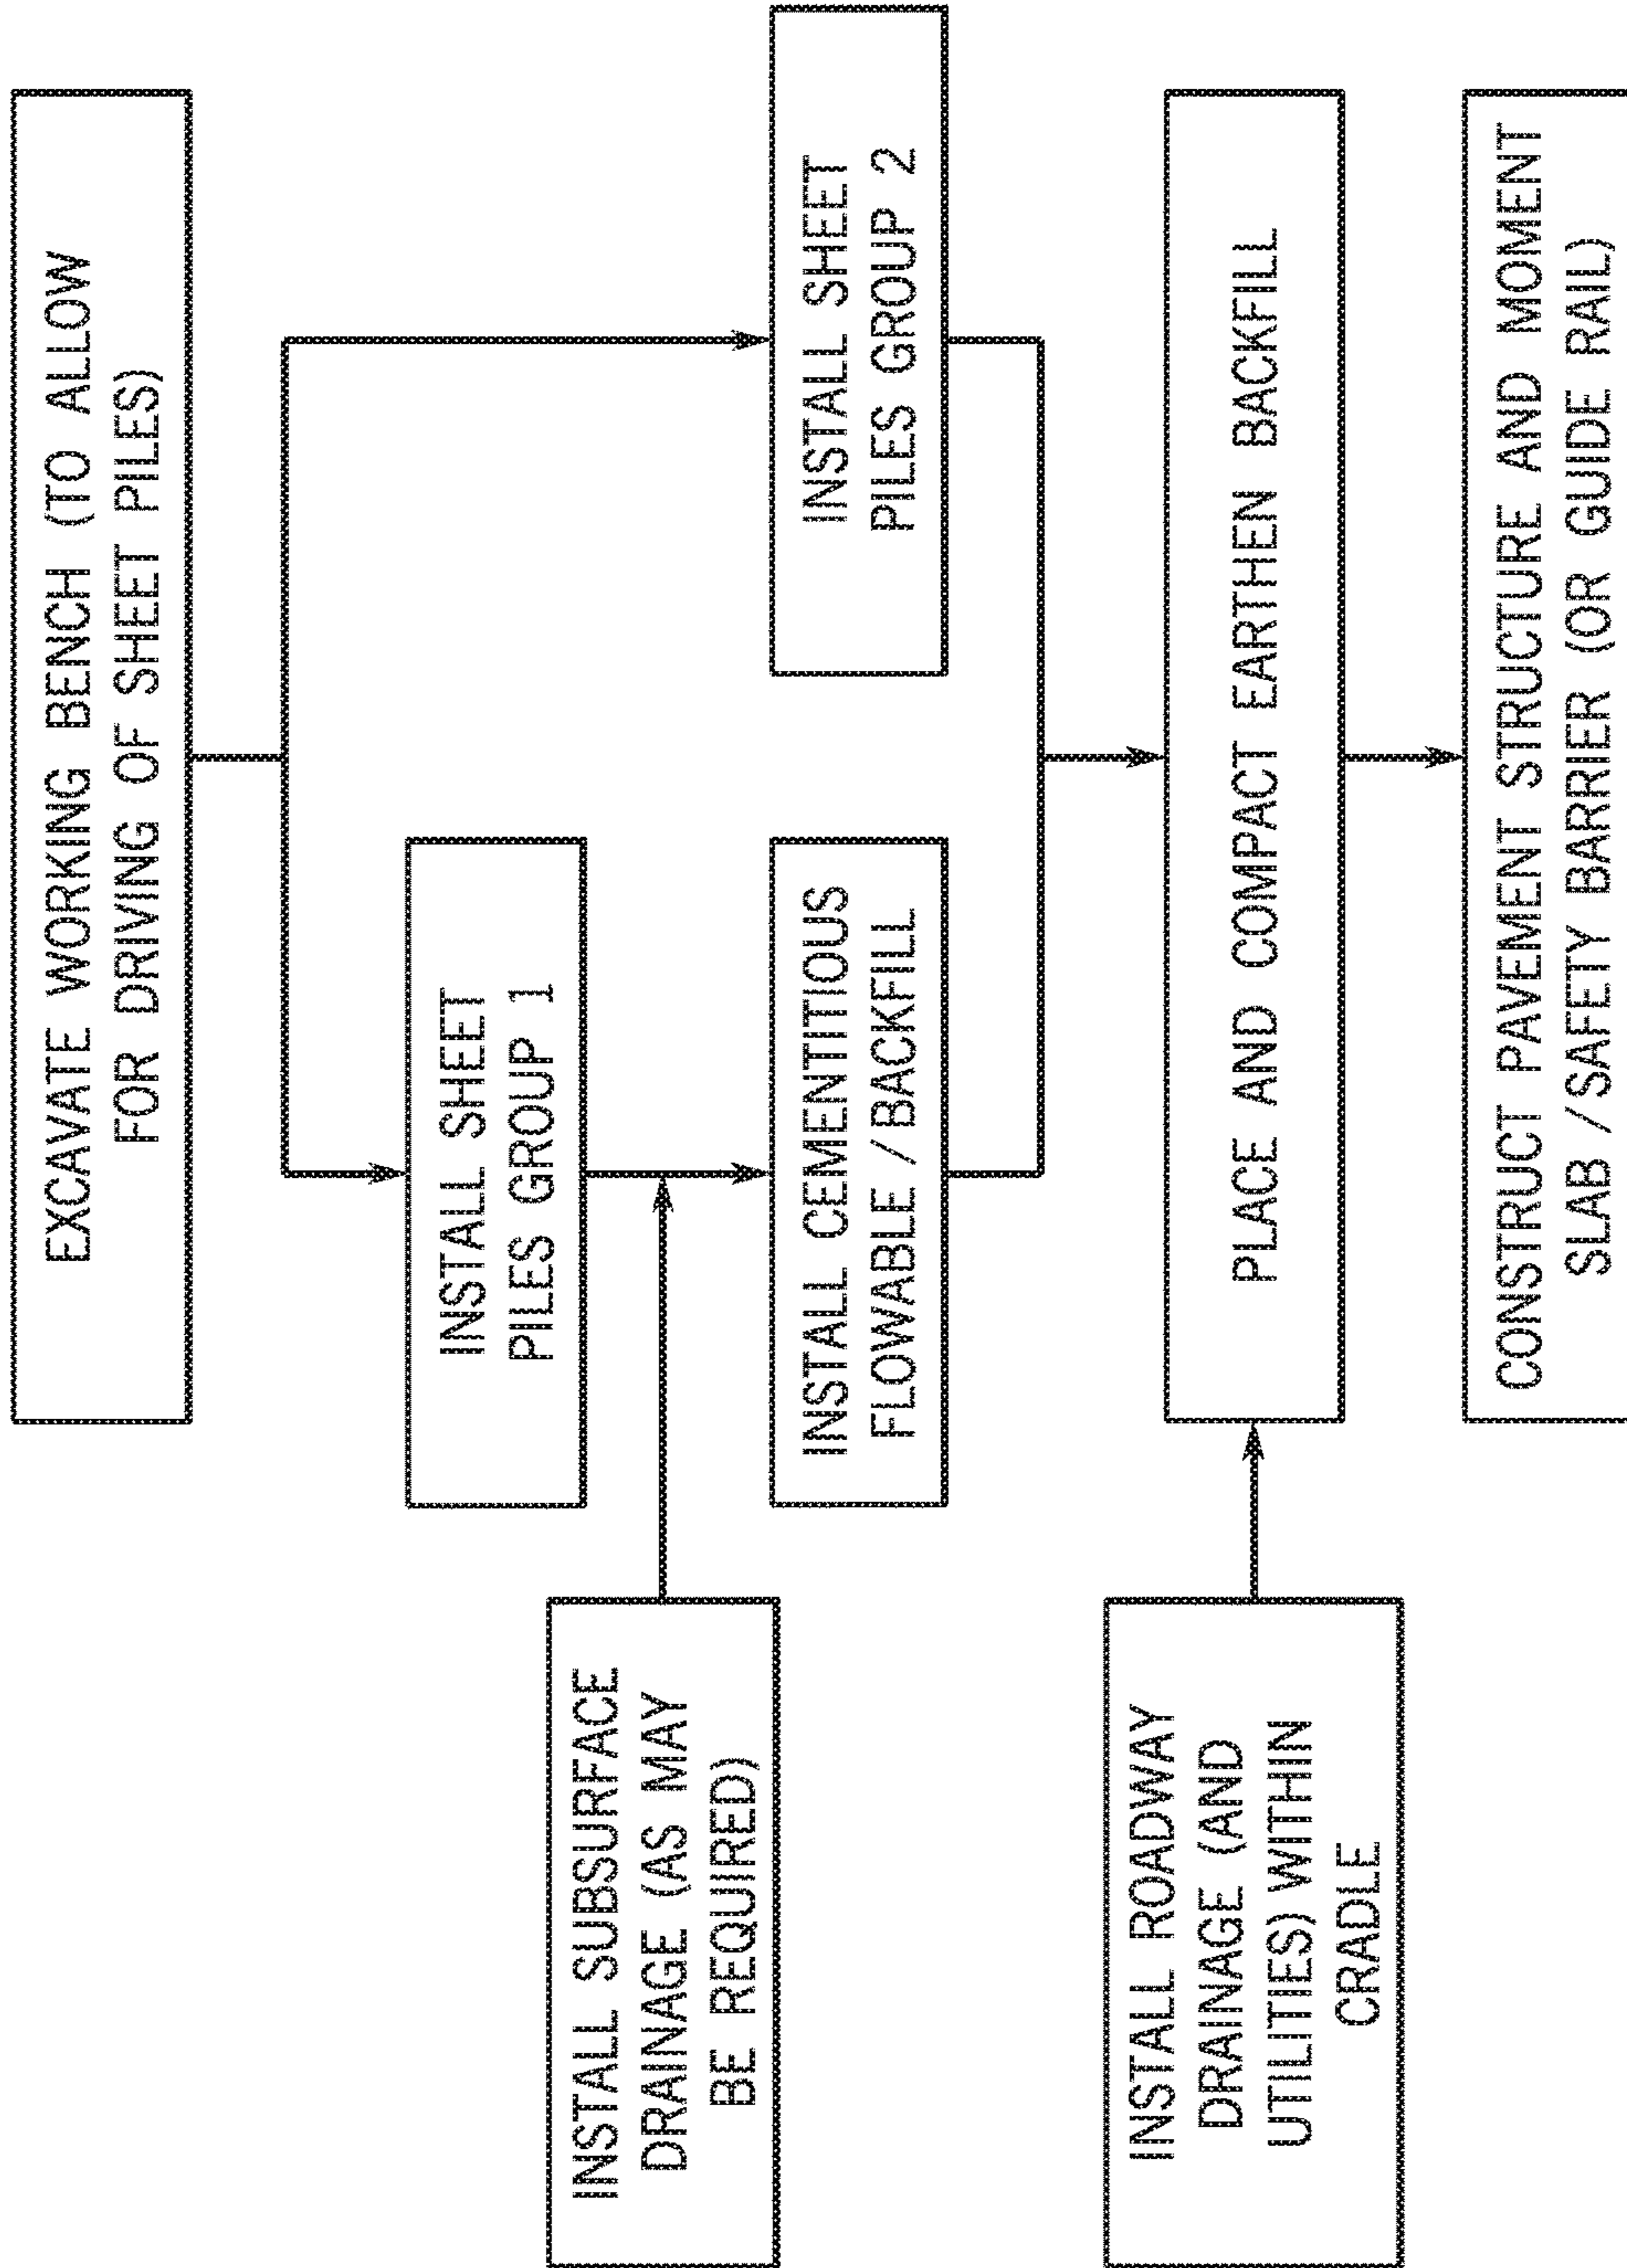 EXCAVATE WORKING BENCH (TO ALLOW
FOR DRIVING OF SHEET PILES)
INSTALL SHEET
PILES GROUP 1
INSTALL SUBSURFACE
DRAINAGE (AS MAY
BE REQUIRED)
INSTALL CEMENTITIOUS
FLOWABLE / BACKFILL
INSTALL SHEET
PILES GROUP 2
INSTALL ROADWAY
DRAINAGE (AND
UTILITIES) WITHIN
CRADLE
PLACE AND COMPACT EARTHEN BACKFILL
CONSTRUCT PAVEMENT STRUCTURE AND MOMENT
SLAB / SAFETY BARRIER (OR GUIDE RAIL)